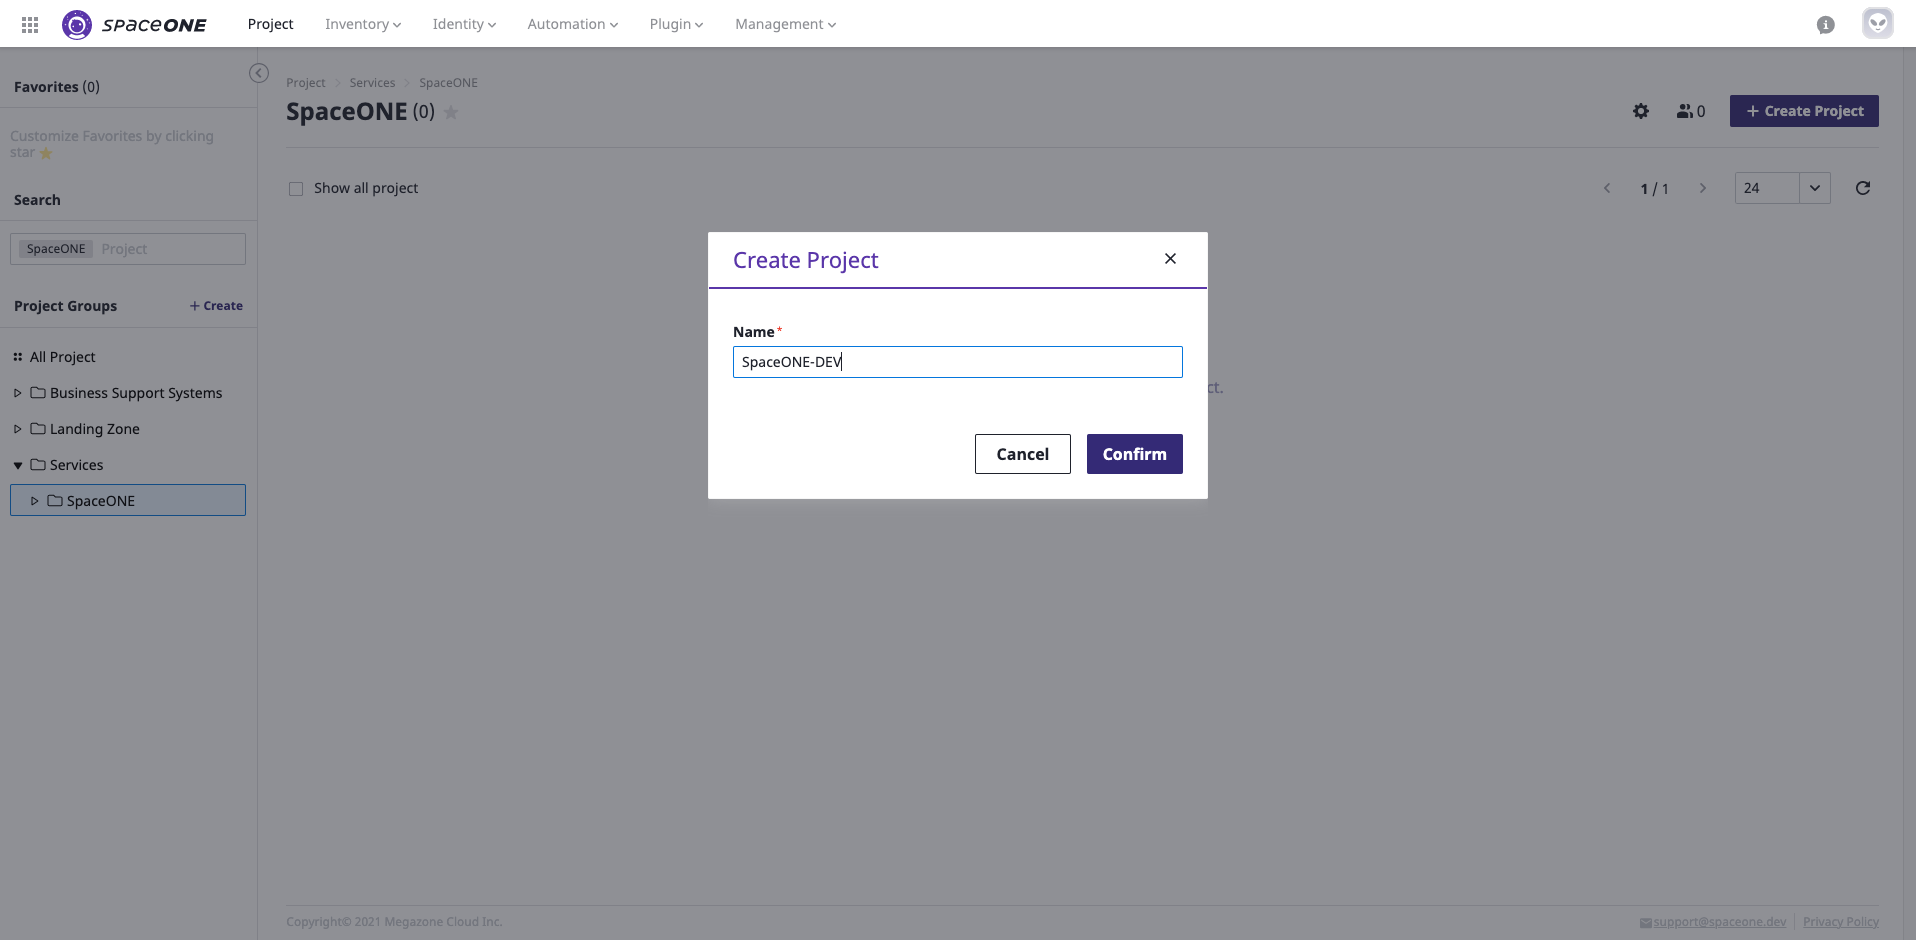 spaceONE
Project
Inventory
Identity
Automation
Plugin
Management
Favorites (0)
Customize Favorites by clicking
star
Search
SpaceONE Project
Project Groups
+ Create
All Project
Business Support Systems
Landing Zone
Services
SpaceONE
Project > Services > SpaceONE
SpaceONE (0)
0
+ Create Project
Show all project
1 / 1
24
Create Project
Name*
SpaceONE-DEV
ct.
Cancel
Confirm
Copyright© 2021 Megazone Cloud Inc.
support@spaceone.dev
Privacy Policy